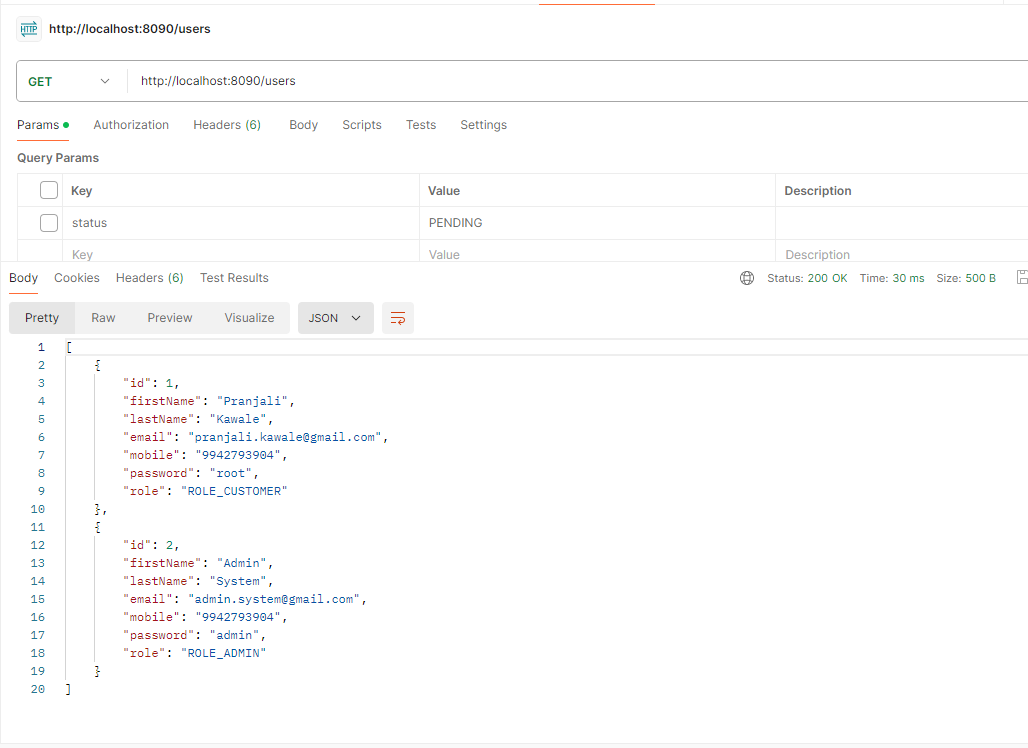 HTTP http://localhost:8090/users
GET http://localhost:8090/users
Params Authorization Headers (6) Body Scripts Tests Settings
Query Params
Key Value Description
status PENDING
Key Value Description
Body Cookies Headers (6) Test Results Status: 200 OK Time: 30 ms Size: 500 B
Pretty Raw Preview Visualize JSON
1 [
2 {
3 "id": 1,
4 "firstName": "Pranjali",
5 "lastName": "Kawale",
6 "email": "pranjali.kawale@gmail.com",
7 "mobile": "9942793904",
8 "password": "root",
9 "role": "ROLE_CUSTOMER"
10 },
11 {
12 "id": 2,
13 "firstName": "Admin",
14 "lastName": "System",
15 "email": "admin.system@gmail.com",
16 "mobile": "9942793904",
17 "password": "admin",
18 "role": "ROLE_ADMIN"
19 }
20 ]